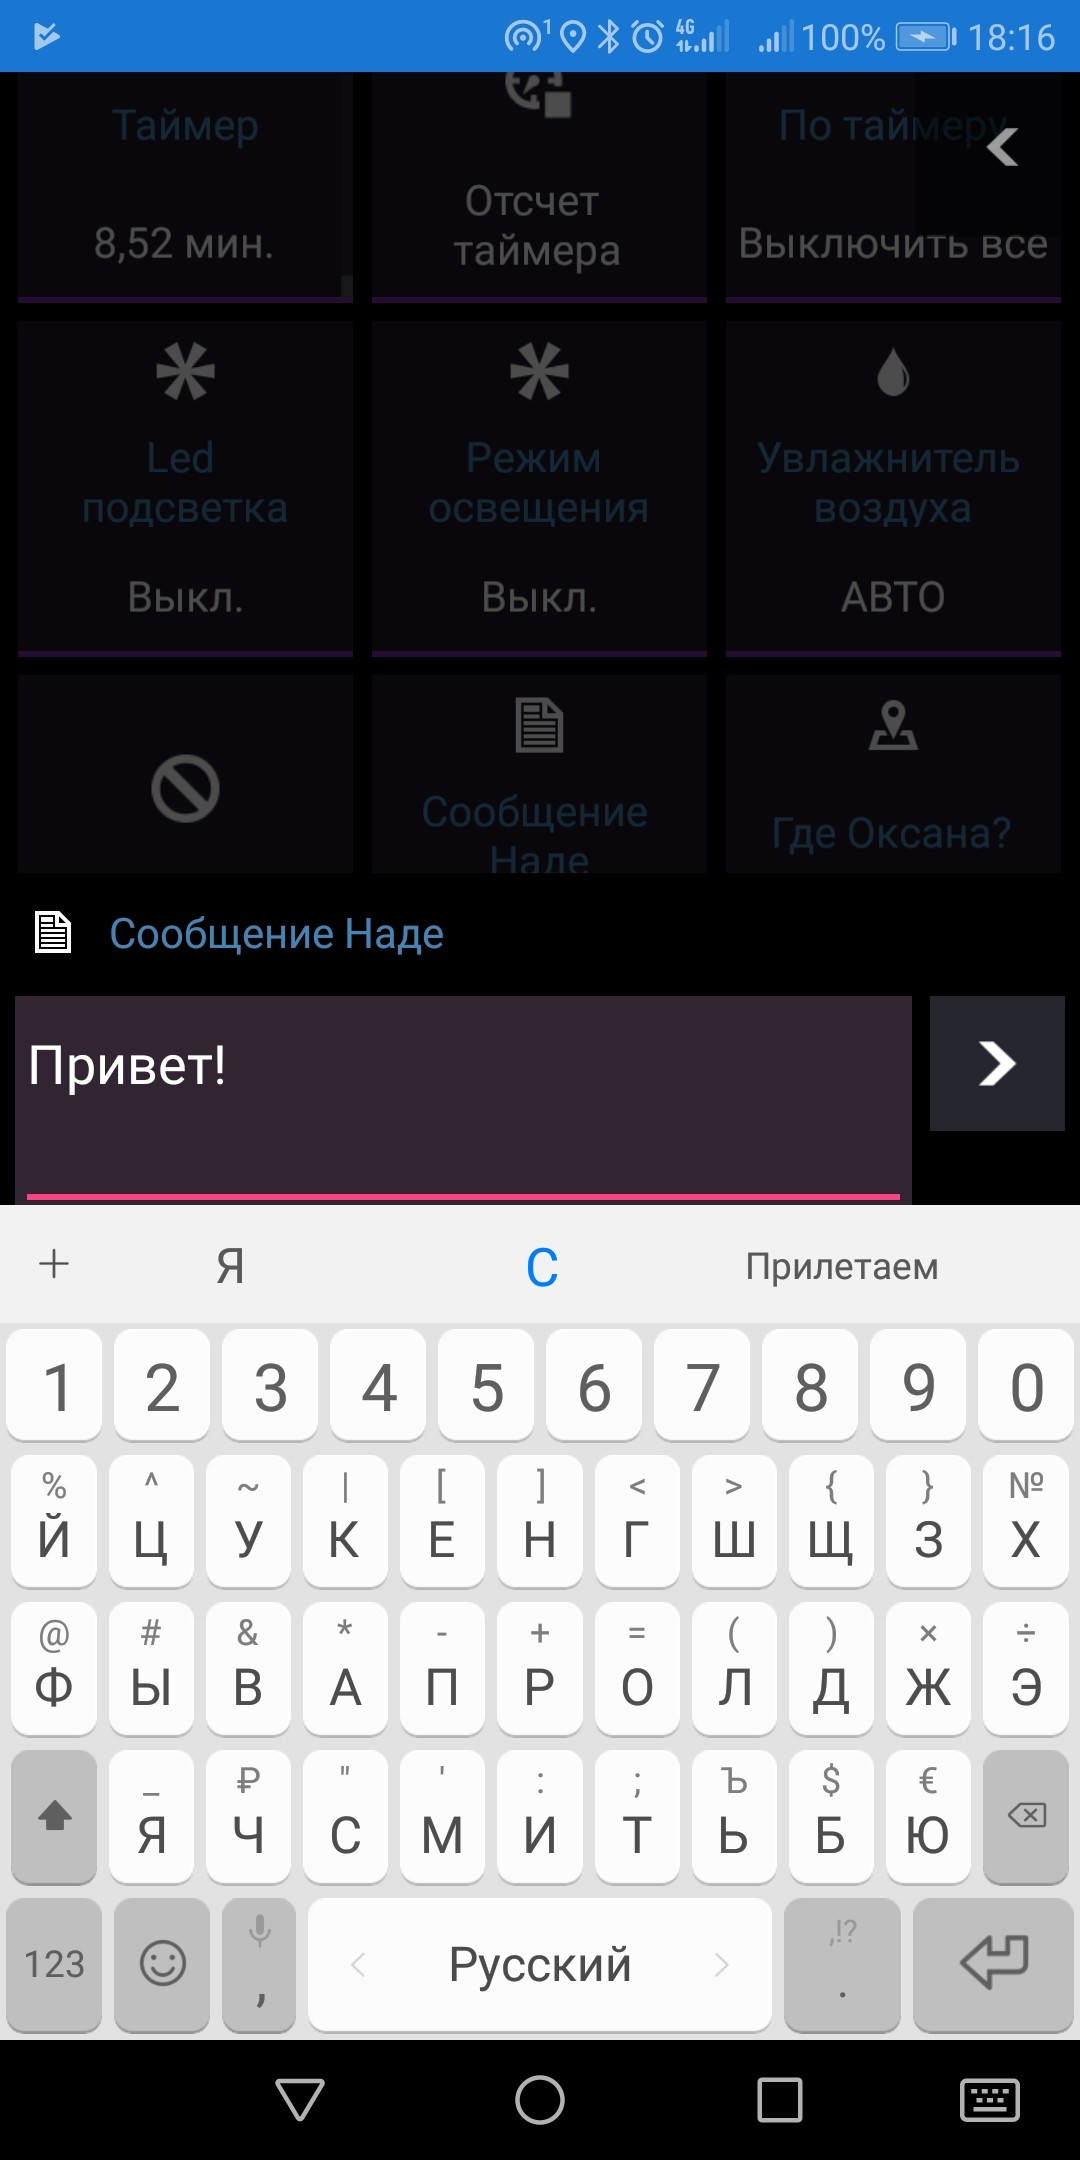 1 4G 100% 18:16
Таймер
По таймеру
Отсчет
таймера
8,52 мин.
Выключить все
Led
подсветка
Режим
освещения
Увлажнитель
воздуха
Выкл.
Выкл.
АВТО
Сообщение
Наде
Где Оксана?
Сообщение Наде
Привет!
+ Я С Прилетаем
1 2 3 4 5 6 7 8 9 0
% ^ ~ | [ ] < > { } №
Й Ц У К Е Н Г Ш Щ З Х
@ # & * - + = ( ) × ÷
Ф Ы В А П Р О Л Д Ж Э
_ ₽ " ' : ; Ъ $ €
Я Ч С М И Т Ь Б Ю
,!?
123 , < Русский > .